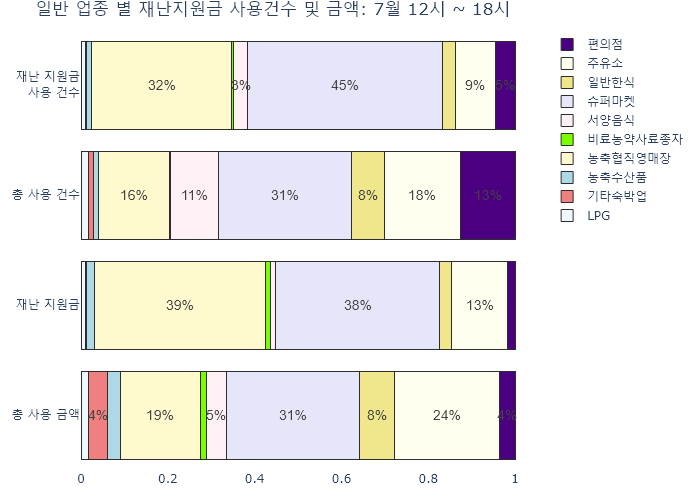 일반 업종 별 재난지원금 사용건수 및 금액: 7월 12시 ~ 18시
재난 지원금
사용 건수
32%
3%
45%
9%
5%
총 사용 건수
16%
11%
31%
8%
18%
13%
재난 지원금
39%
38%
13%
총 사용 금액
4%
19%
5%
31%
8%
24%
4%
0
0.2
0.4
0.6
0.8
1
편의점
주유소
일반한식
슈퍼마켓
서양음식
비료농약사료종자
농축협직영매장
농축수산품
기타숙박업
LPG